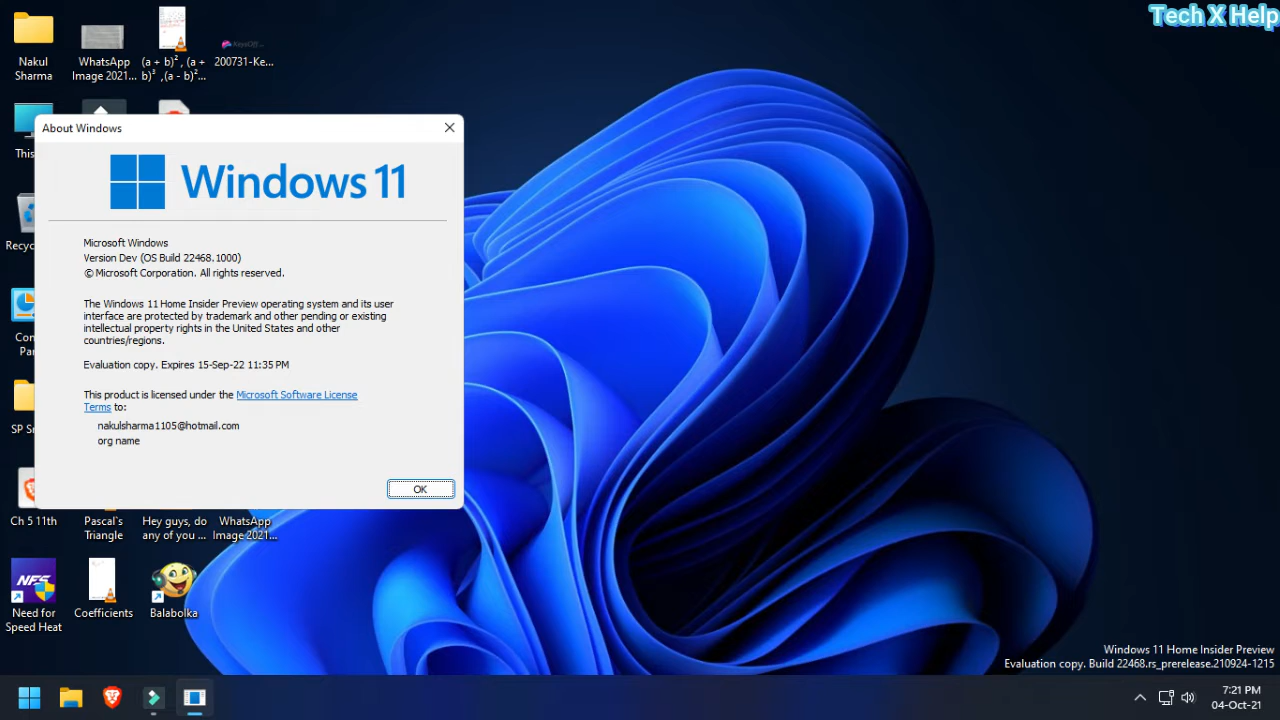 Tech X Help
Nakul
Sharma
WhatsApp
Image 2021...
(a + b)², (a +
b)³ ,(a - b)²...
KeysOff
200731-Ke...
This
Recyc
Con
Pan
SP Sn
About Windows
Windows 11
Microsoft Windows
Version Dev (OS Build 22468.1000)
© Microsoft Corporation. All rights reserved.
The Windows 11 Home Insider Preview operating system and its user
interface are protected by trademark and other pending or existing
intellectual property rights in the United States and other
countries/regions.
Evaluation copy. Expires 15-Sep-22 11:35 PM
This product is licensed under the Microsoft Software License
Terms to:
nakulsharma1105@hotmail.com
org name
OK
Ch 5 11th
Pascal`s
Triangle
Hey guys, do
any of you ...
WhatsApp
Image 2021...
NFS
Need for
Speed Heat
Coefficients
Balabolka
Windows 11 Home Insider Preview
Evaluation copy. Build 22468.rs_prerelease.210924-1215
7:21 PM
04-Oct-21